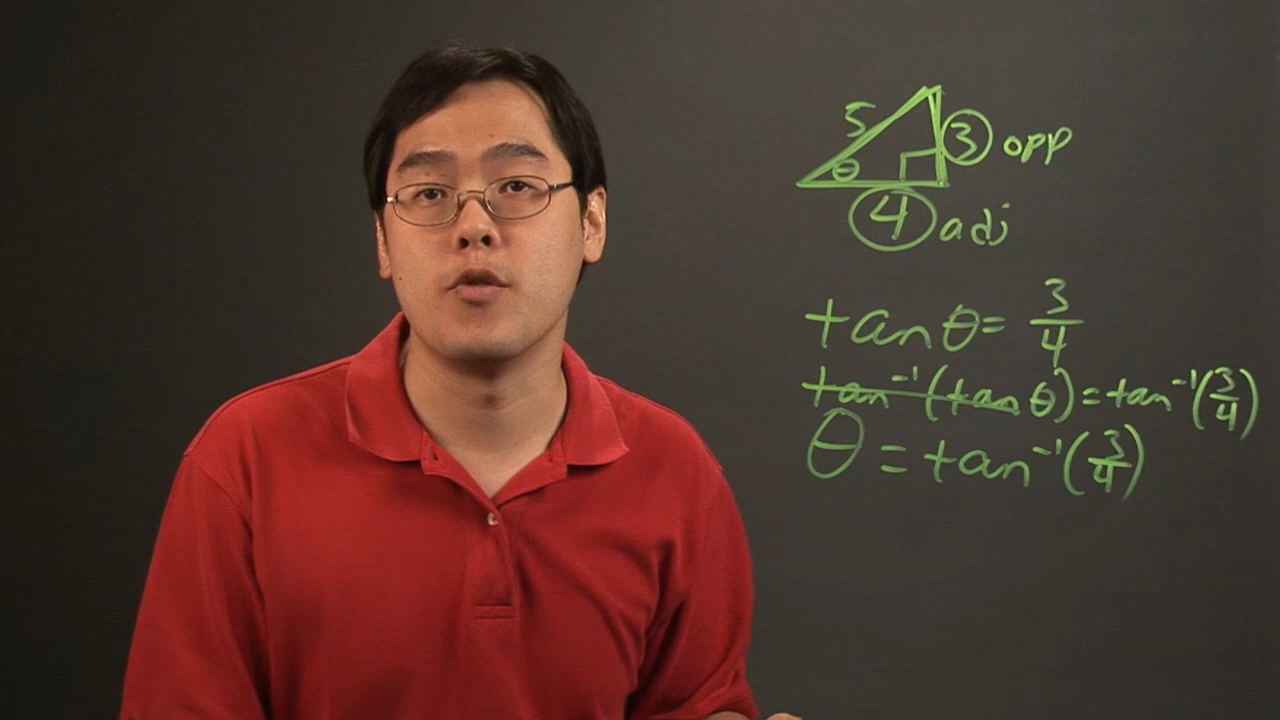 5
3 opp
θ
4 adj
tan θ = 3/4
tan⁻¹(tan θ) = tan⁻¹(3/4)
θ = tan⁻¹(3/4)